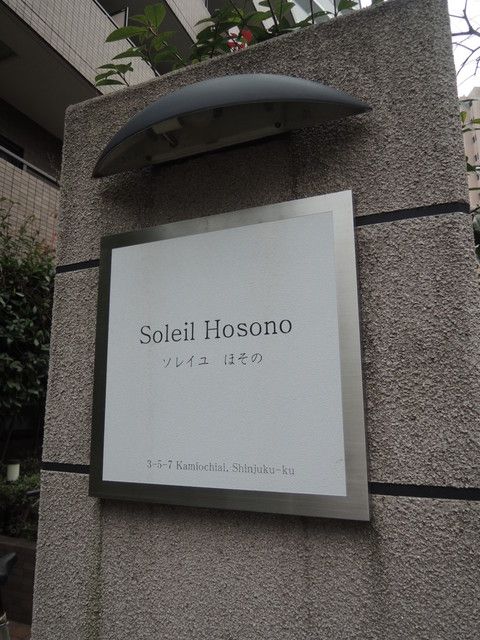 Soleil Hosono
ソレイユ　ほその
3-5-7 Kamiochiai, Shinjuku-ku